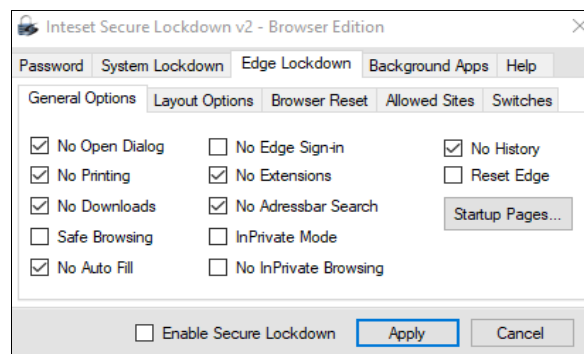 Inteset Secure Lockdown v2 - Browser Edition
Password System Lockdown Edge Lockdown Background Apps Help
General Options Layout Options Browser Reset Allowed Sites Switches
No Open Dialog No Edge Sign-in No History
No Printing No Extensions Reset Edge
No Downloads No Adressbar Search Startup Pages...
Safe Browsing InPrivate Mode
No Auto Fill No InPrivate Browsing
Enable Secure Lockdown Apply Cancel